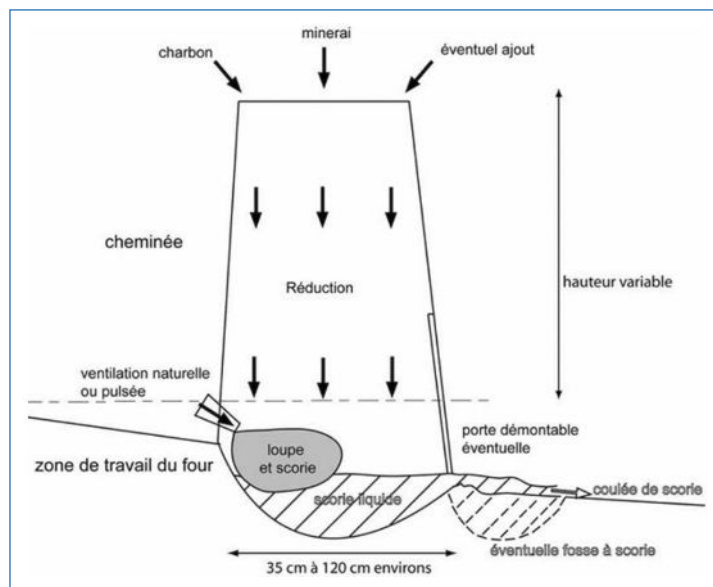 minerai
charbon
éventuel ajout
cheminée
Réduction
hauteur variable
ventilation naturelle
ou pulsée
porte démontable
éventuelle
loupe
et scorie
zone de travail du four
scorie liquide
coulée de scorie
éventuelle fosse à scorie
35 cm à 120 cm environs